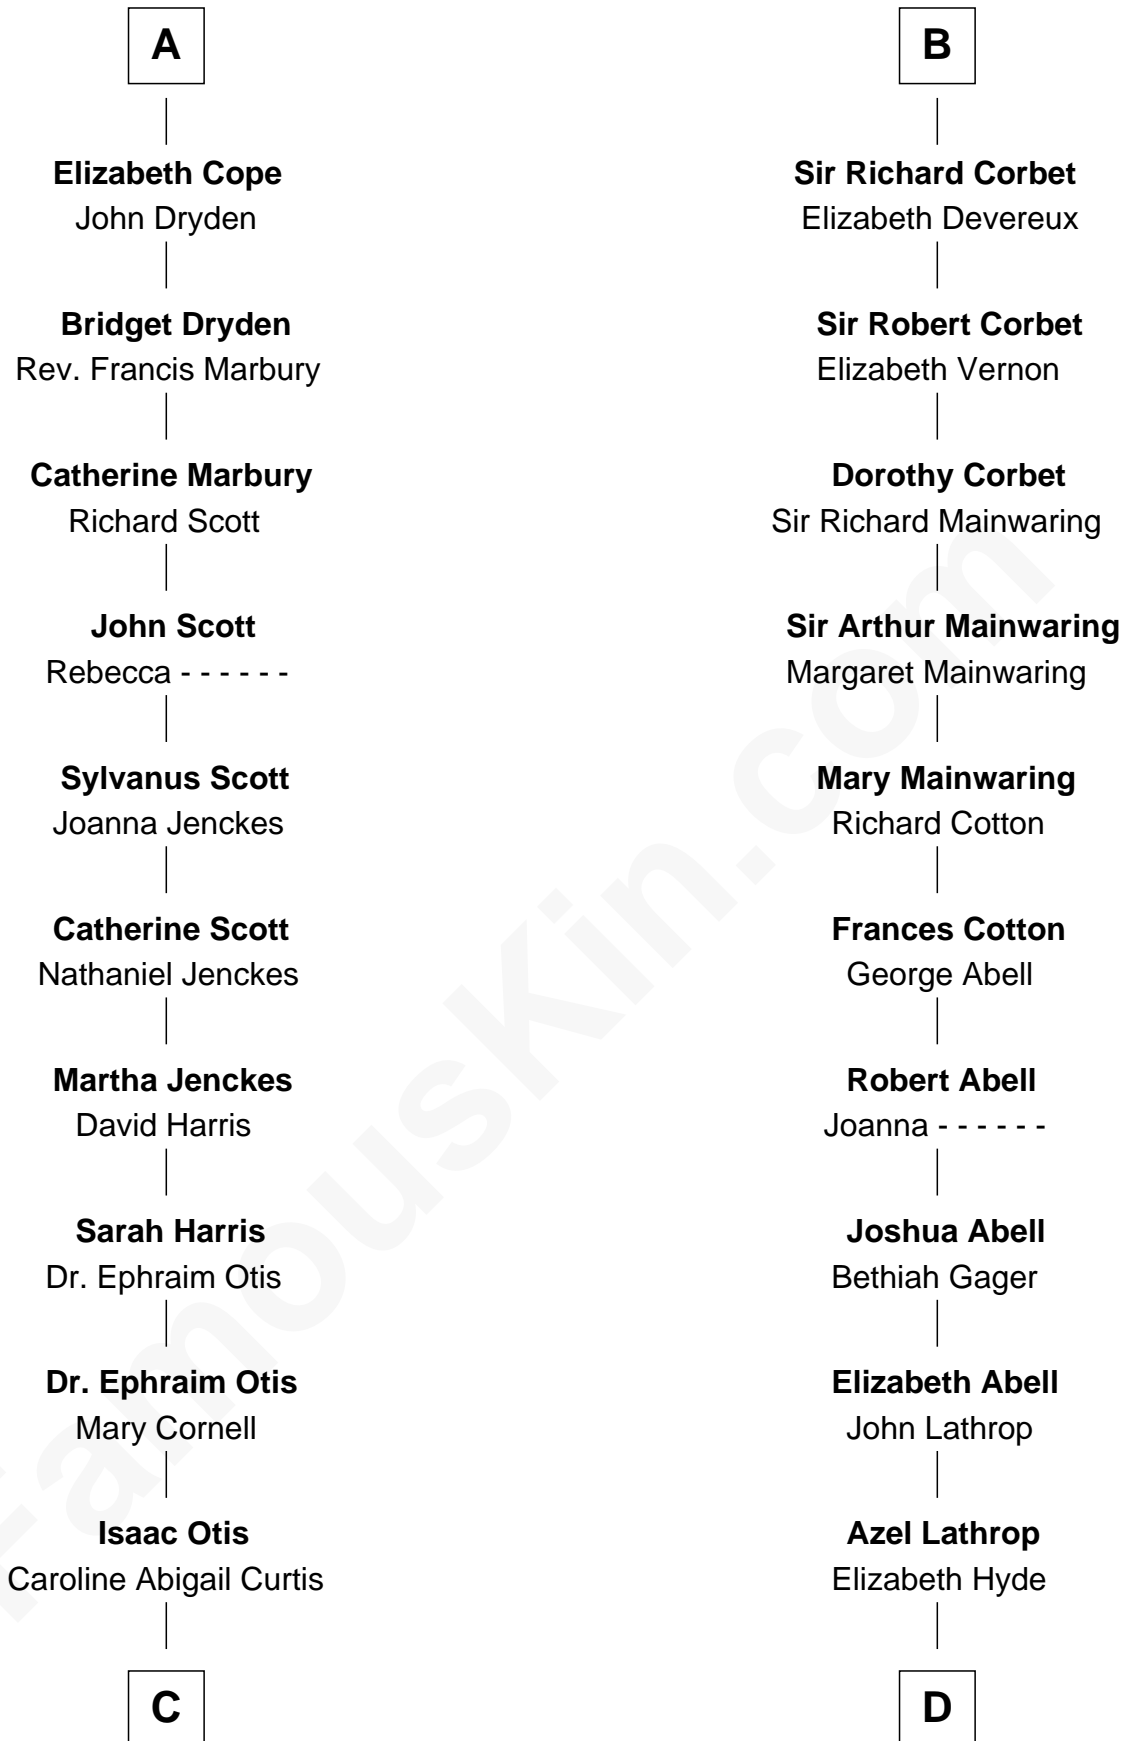 A
Elizabeth Cope
John Dryden
Bridget Dryden
Rev. Francis Marbury
Catherine Marbury
Richard Scott
John Scott
Rebecca - - - - - -
Sylvanus Scott
Joanna Jenckes
Catherine Scott
Nathaniel Jenckes
Martha Jenckes
David Harris
Sarah Harris
Dr. Ephraim Otis
Dr. Ephraim Otis
Mary Cornell
Isaac Otis
Caroline Abigail Curtis
C
B
Sir Richard Corbet
Elizabeth Devereux
Sir Robert Corbet
Elizabeth Vernon
Dorothy Corbet
Sir Richard Mainwaring
Sir Arthur Mainwaring
Margaret Mainwaring
Mary Mainwaring
Richard Cotton
Frances Cotton
George Abell
Robert Abell
Joanna - - - - - -
Joshua Abell
Bethiah Gager
Elizabeth Abell
John Lathrop
Azel Lathrop
Elizabeth Hyde
D
FamousKin.com